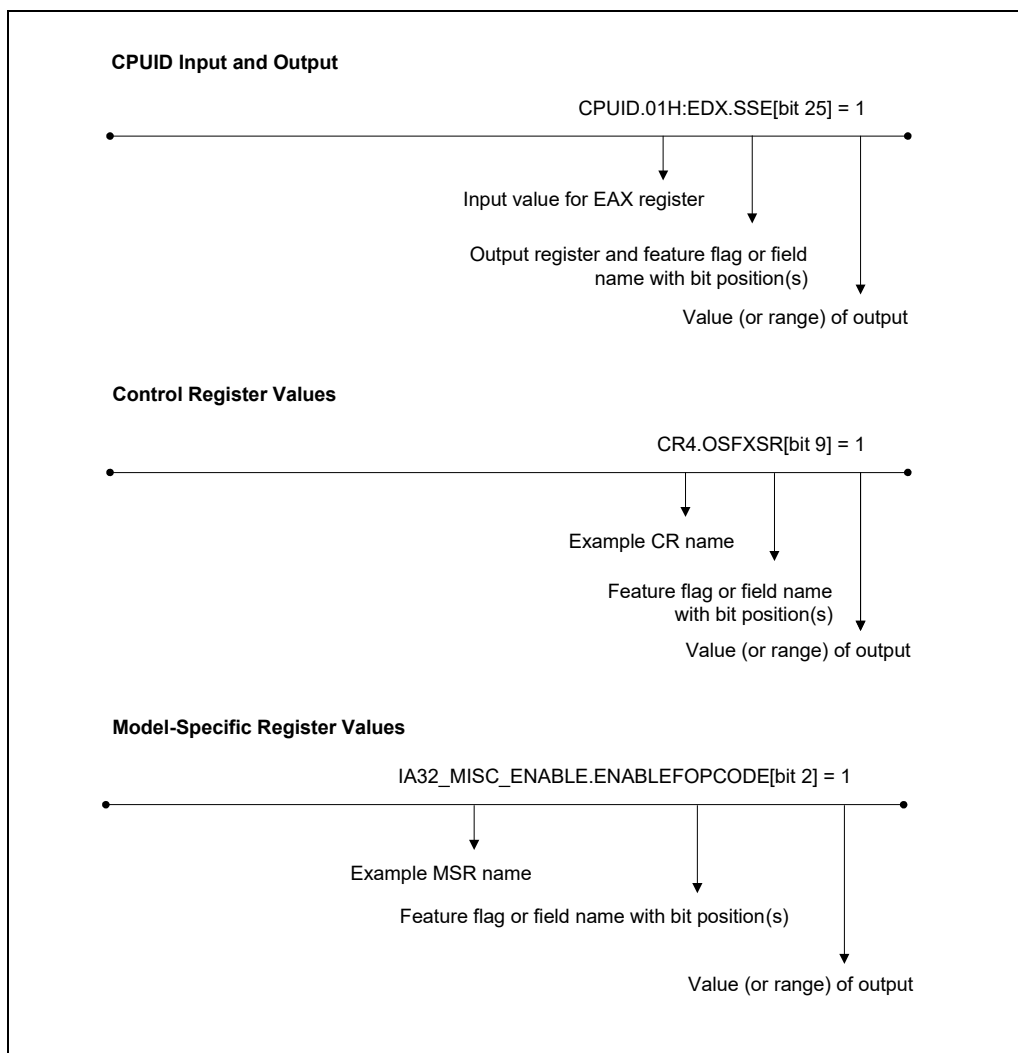 CPUID Input and Output
CPUID.01H:EDX.SSE[bit 25] = 1
Input value for EAX register
Output register and feature flag or field
name with bit position(s)
Value (or range) of output
Control Register Values
CR4.OSFXSR[bit 9] = 1
Example CR name
Feature flag or field name
with bit position(s)
Value (or range) of output
Model-Specific Register Values
IA32_MISC_ENABLE.ENABLEFOPCODE[bit 2] = 1
Example MSR name
Feature flag or field name with bit position(s)
Value (or range) of output